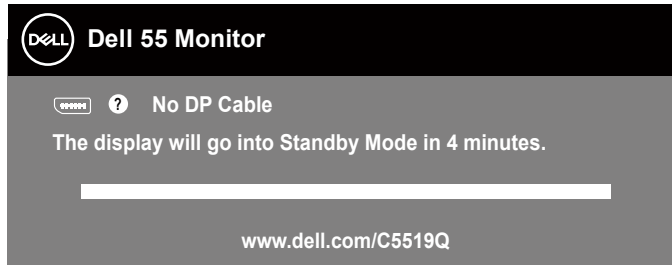 DELL Dell 55 Monitor
? No DP Cable
The display will go into Standby Mode in 4 minutes.
www.dell.com/C5519Q